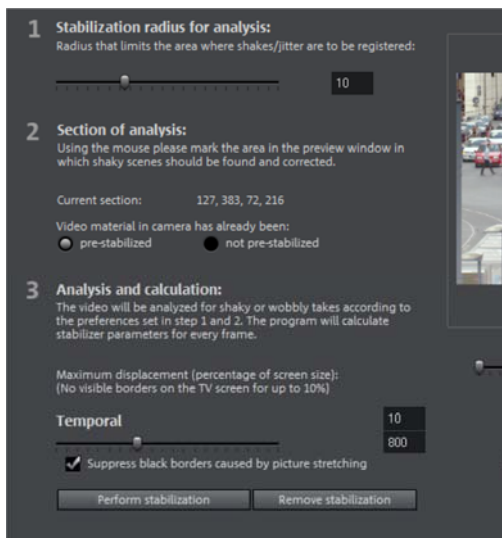 1 Stabilization radius for analysis:
Radius that limits the area where shakes/jitter are to be registered:
10
2 Section of analysis:
Using the mouse please mark the area in the preview window in
which shaky scenes should be found and corrected.
Current section: 127, 383, 72, 216
Video material in camera has already been:
pre-stabilized not pre-stabilized
3 Analysis and calculation:
The video will be analyzed for shaky or wobbly takes according to
the preferences set in step 1 and 2. The program will calculate
stabilizer parameters for every frame.
Maximum displacement (percentage of screen size):
(No visible borders on the TV screen for up to 10%)
Temporal 10
800
Suppress black borders caused by picture stretching
Perform stabilization Remove stabilization